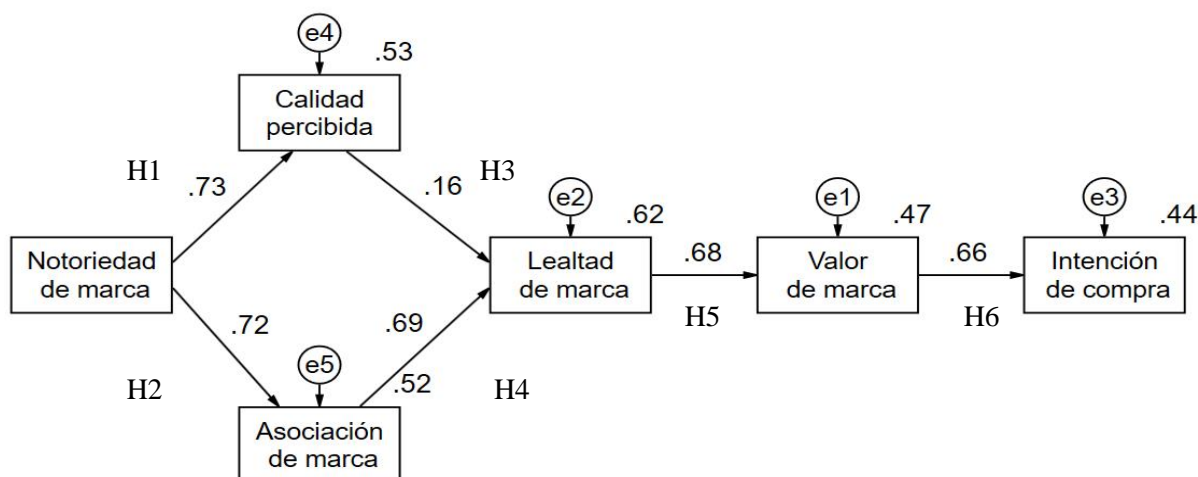 e4
.53
Calidad
percibida
H1
.73
.16
H3
e2
.62
e1
.47
e3
.44
Notoriedad
de marca
Lealtad
de marca
.68
Valor
de marca
.66
Intención
de compra
H5
H6
.72
.69
H2
e5
.52
H4
Asociación
de marca